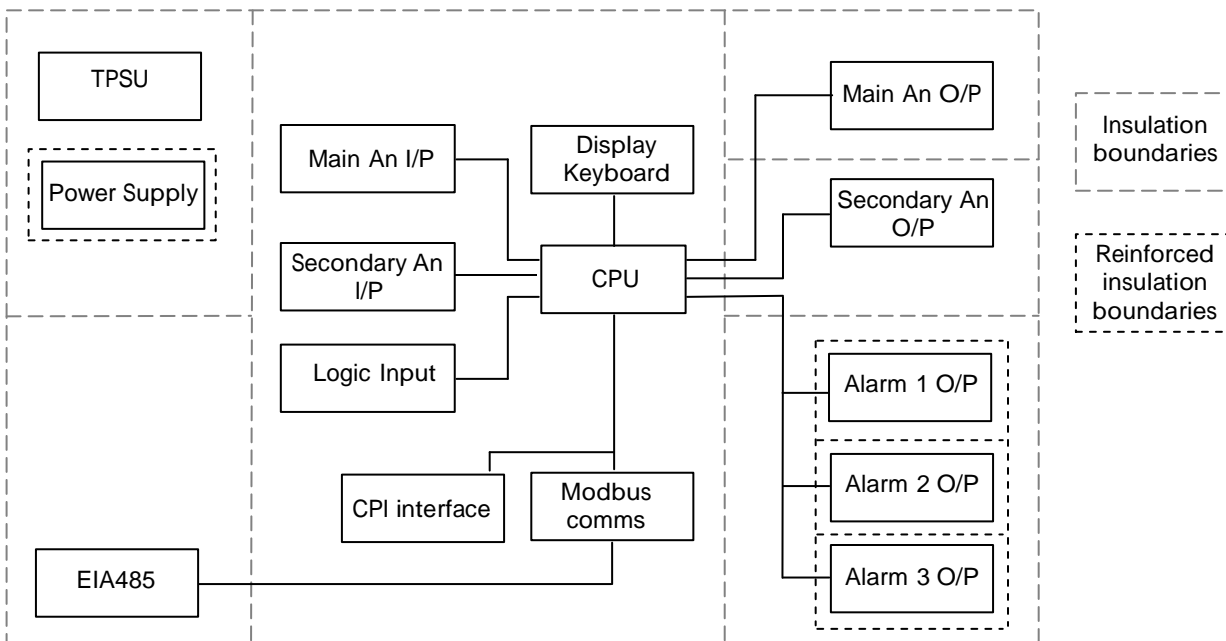 TPSU
Power Supply
Main An I/P
Display
Keyboard
Main An O/P
Insulation
boundaries
Secondary An
I/P
CPU
Secondary An
O/P
Reinforced
insulation
boundaries
Logic Input
Alarm 1 O/P
CPI interface
Modbus
comms
Alarm 2 O/P
EIA485
Alarm 3 O/P